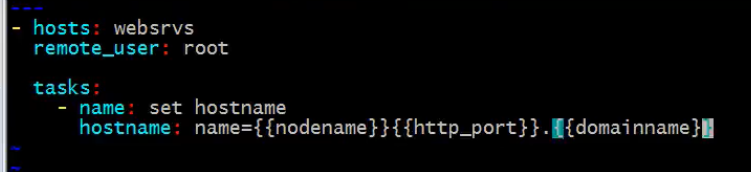 ---
- hosts: websrvs
  remote_user: root

  tasks:
    - name: set hostname
      hostname: name={{nodename}}{{http_port}}.{{domainname}}
~
~